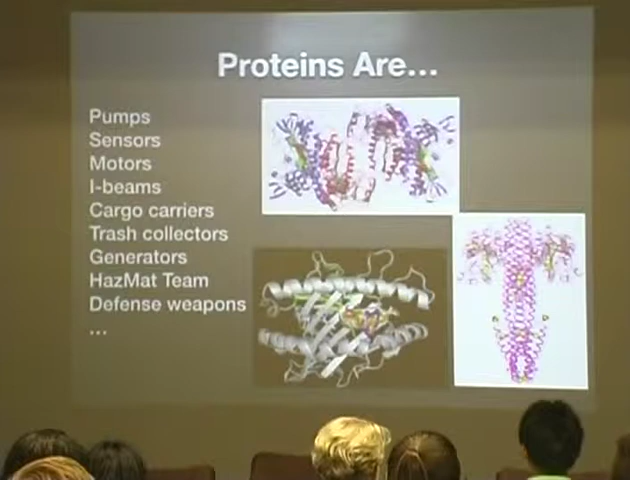 Proteins Are...
Pumps
Sensors
Motors
I-beams
Cargo carriers
Trash collectors
Generators
HazMat Team
Defense weapons
...